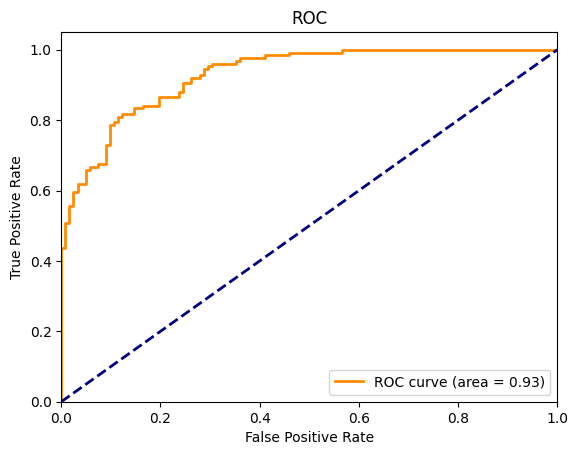 ROC
True Positive Rate
1.0
0.8
0.6
0.4
0.2
0.0
ROC curve (area = 0.93)
0.0 0.2 0.4 0.6 0.8 1.0
False Positive Rate